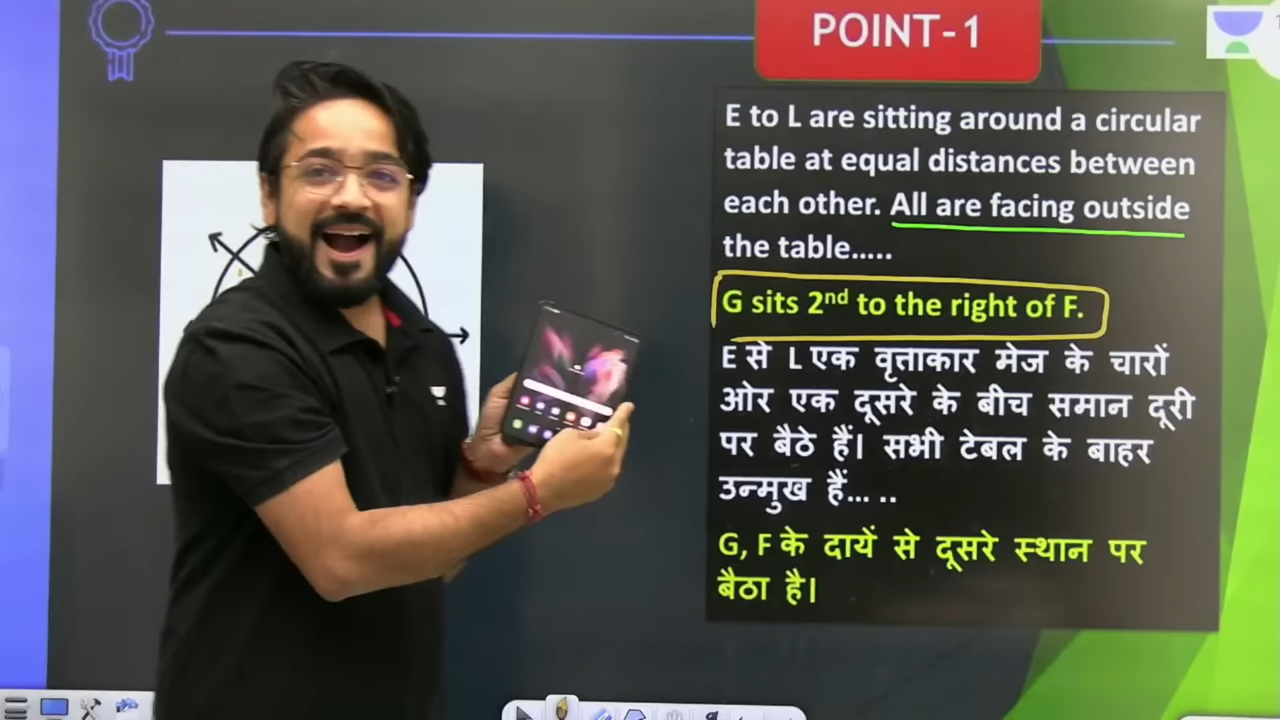 POINT-1
E to L are sitting around a circular
table at equal distances between
each other. All are facing outside
the table.....
G sits 2nd to the right of F.
E से L एक वृत्ताकार मेज के चारों
ओर एक दूसरे के बीच समान दूरी
पर बैठे हैं। सभी टेबल के बाहर
उन्मुख हैं... ..
G, F के दायें से दूसरे स्थान पर
बैठा है।